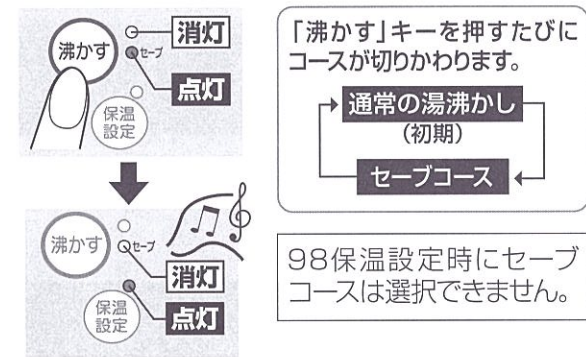 沸かす
消灯
セーブ
点灯
保温
設定
沸かす
セーブ
消灯
保温
設定
点灯
「沸かす」キーを押すたびに
コースが切りかわります。
通常の湯沸かし
(初期)
セーブコース
98保温設定時にセーブ
コースは選択できません。